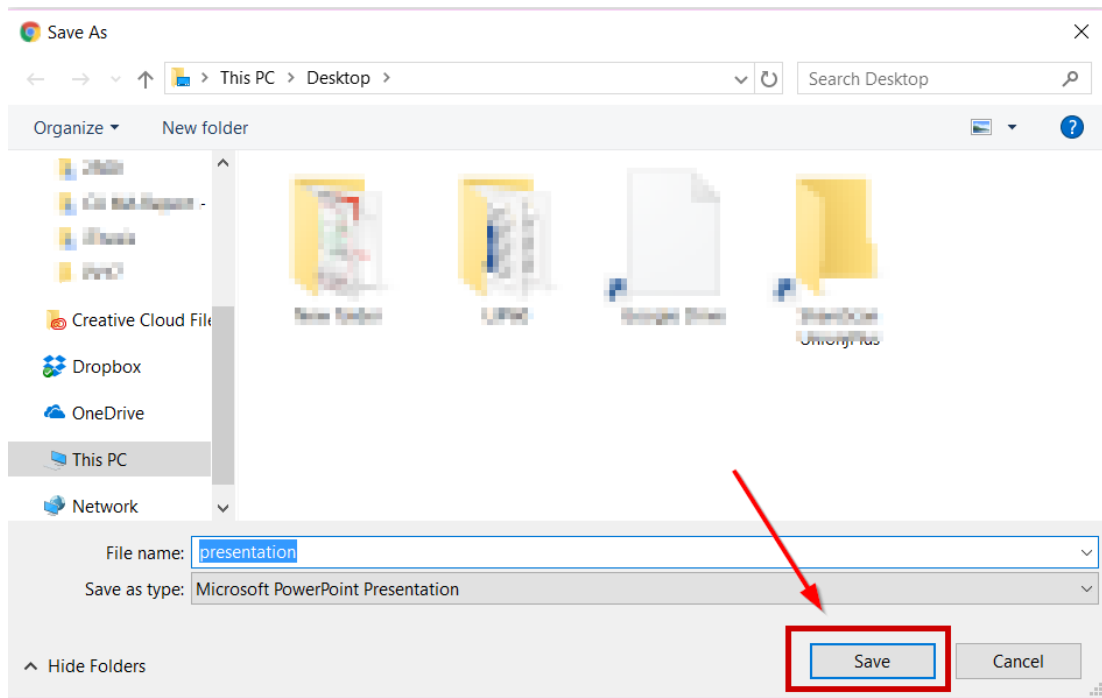 Save As
This PC > Desktop >
Search Desktop
Organize
New folder
?
Creative Cloud File
Dropbox
OneDrive
This PC
Network
File name: presentation
Save as type: Microsoft PowerPoint Presentation
Hide Folders
Save
Cancel